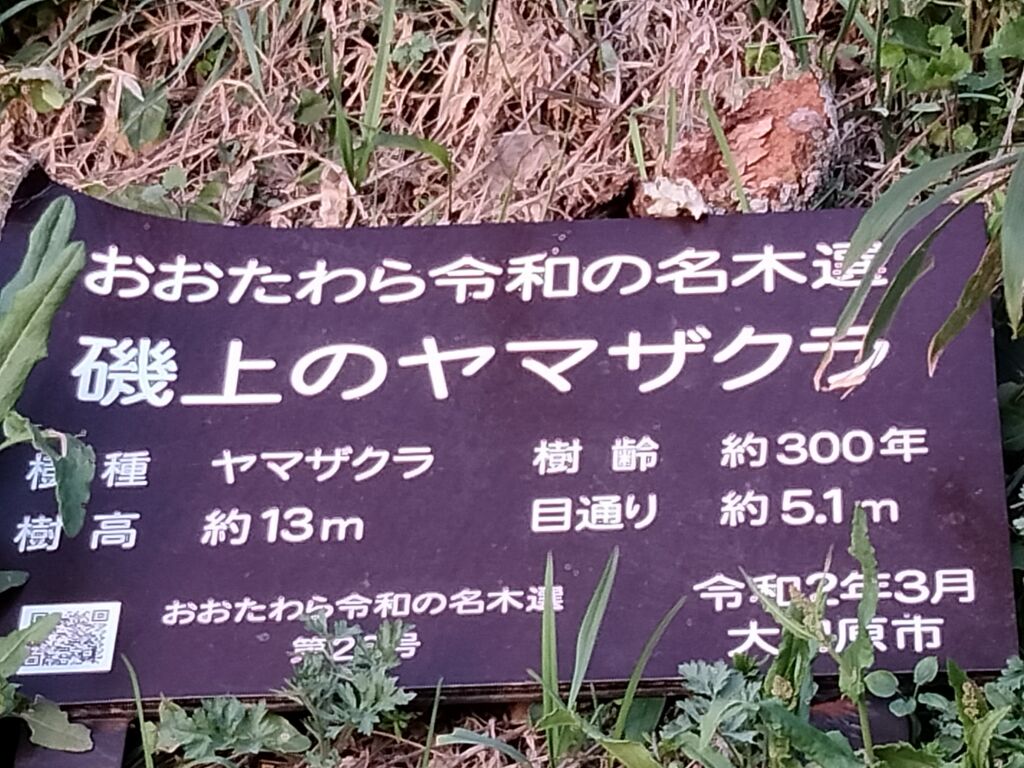 おおたわら令和の名木選
磯上のヤマザクラ
樹種 ヤマザクラ 樹齢 約300年
樹高 約13m 目通り 約5.1m
おおたわら令和の名木選 令和2年3月
大田原市